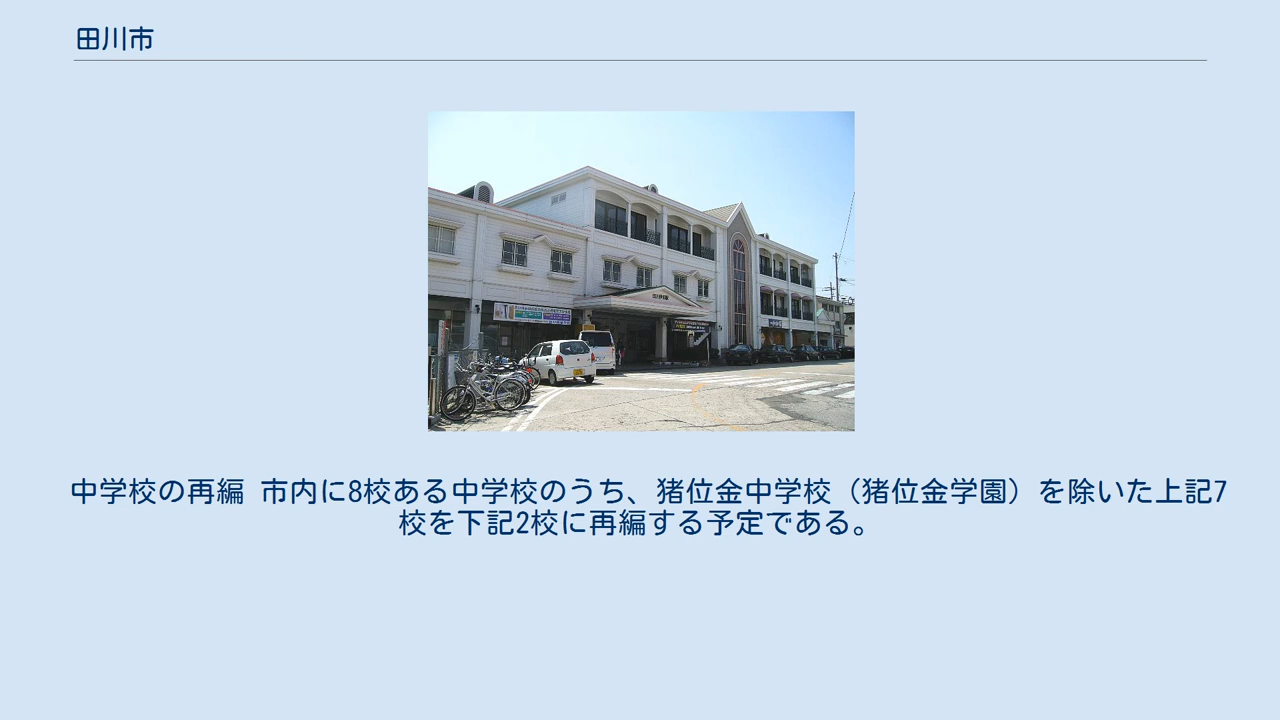 田川市
中学校の再編 市内に8校ある中学校のうち、猪位金中学校（猪位金学園）を除いた上記7
校を下記2校に再編する予定である。